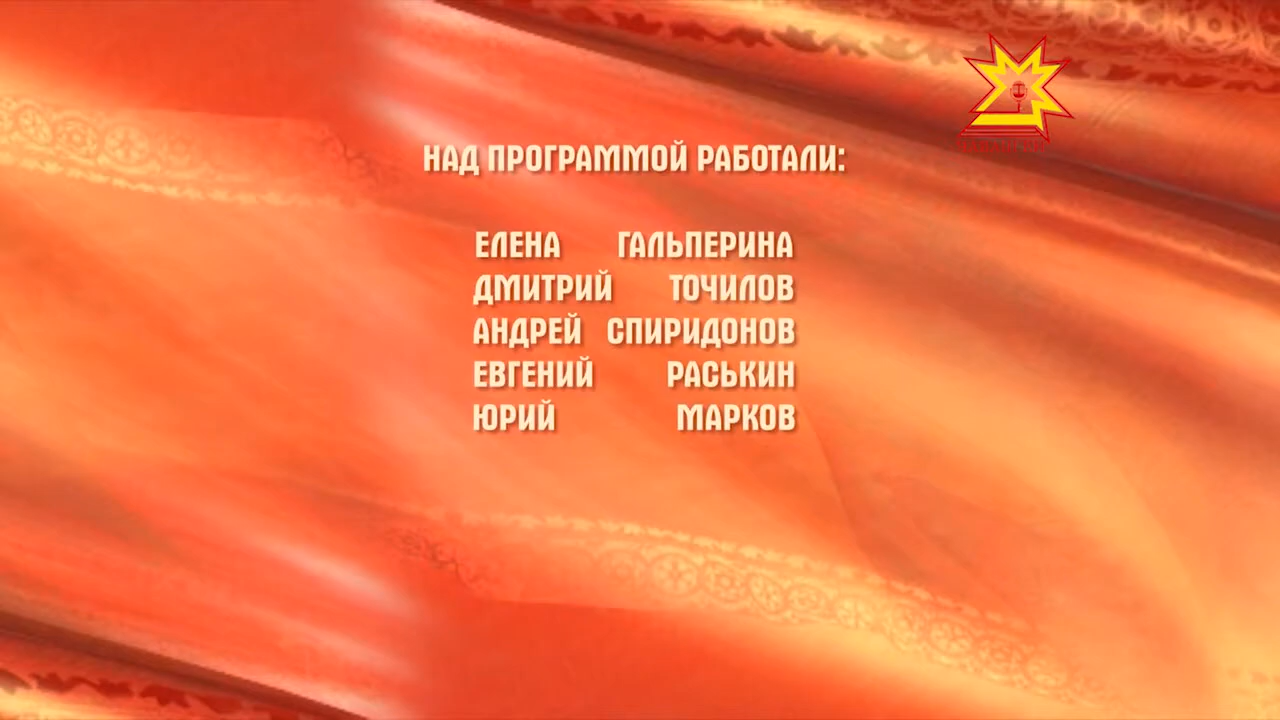 НАД ПРОГРАММОЙ РАБОТАЛИ:
ЕЛЕНА ГАЛЬПЕРИНА
ДМИТРИЙ ТОЧИЛОВ
АНДРЕЙ СПИРИДОНОВ
ЕВГЕНИЙ РАСЬКИН
ЮРИЙ МАРКОВ